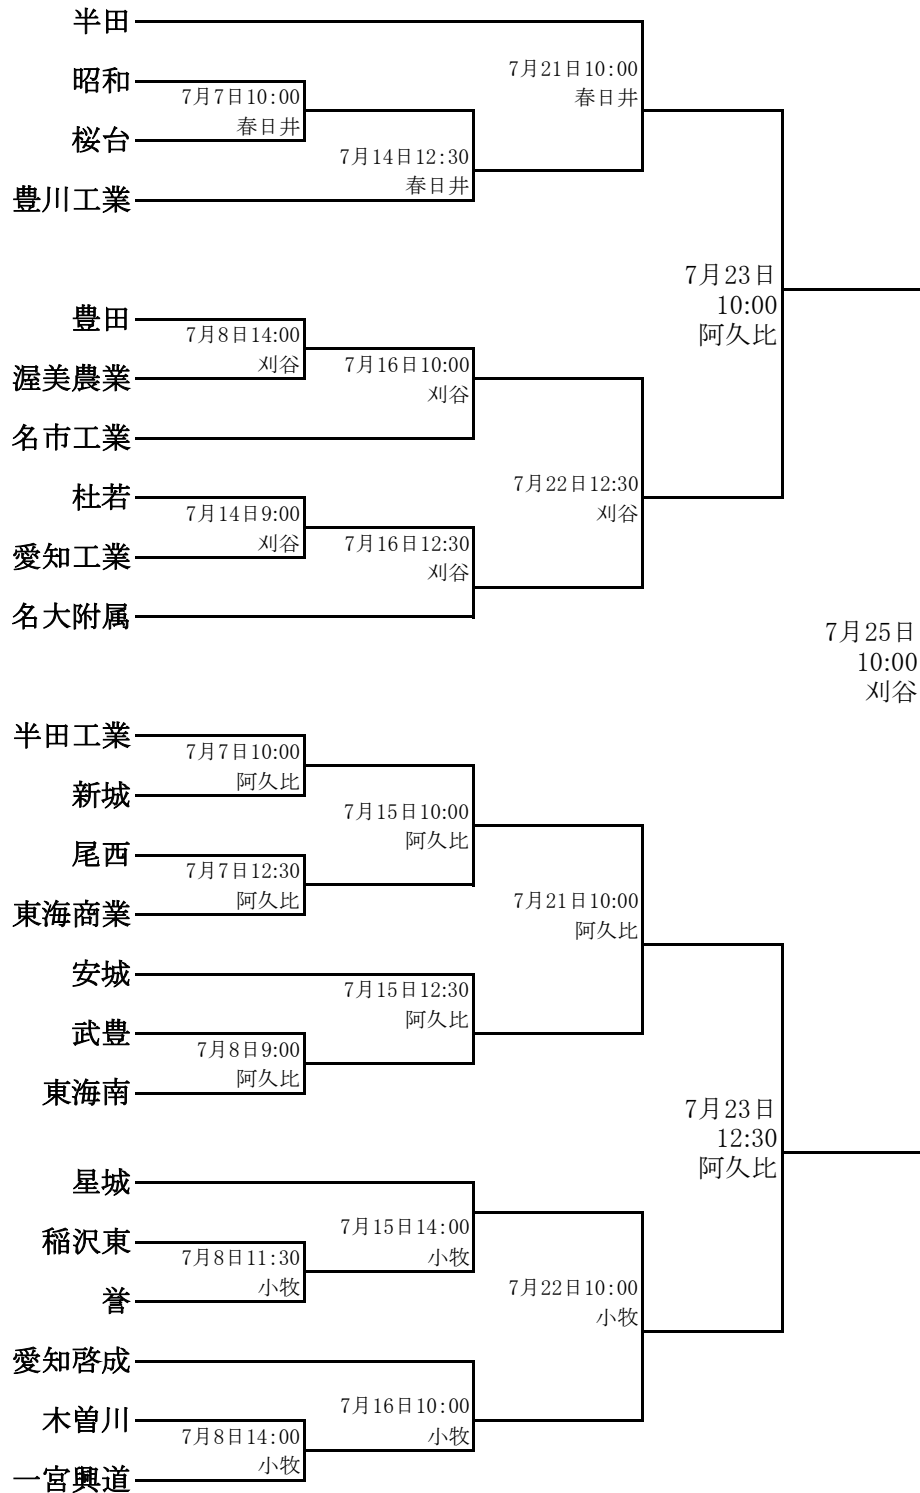 半田
7月21日10:00
春日井
昭和
7月7日10:00
春日井
桜台
7月14日12:30
春日井
豊川工業
7月23日
10:00
阿久比
豊田
7月8日14:00
刈谷
渥美農業
7月16日10:00
刈谷
名市工業
7月22日12:30
刈谷
杜若
7月14日9:00
刈谷
愛知工業
7月16日12:30
刈谷
名大附属
7月25日
10:00
刈谷
半田工業
7月7日10:00
阿久比
新城
7月15日10:00
阿久比
尾西
7月7日12:30
阿久比
東海商業
7月21日10:00
阿久比
安城
7月15日12:30
阿久比
武豊
7月8日9:00
阿久比
東海南
7月23日
12:30
阿久比
星城
7月15日14:00
小牧
稲沢東
7月8日11:30
小牧
誉
7月22日10:00
小牧
愛知啓成
7月16日10:00
小牧
木曽川
7月8日14:00
小牧
一宮興道